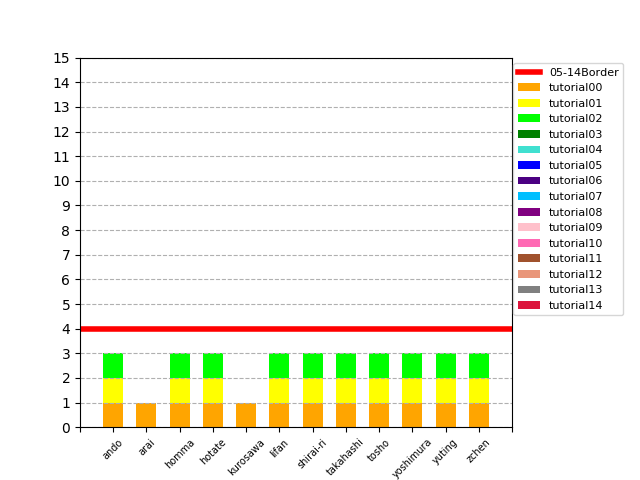 15
14
13
12
11
10
9
8
7
6
5
4
3
2
1
0
ando
arai
homma
hotate
kurosawa
lifan
shirai-ri
takahashi
tosho
yoshimura
yuting
zchen
05-14Border
tutorial00
tutorial01
tutorial02
tutorial03
tutorial04
tutorial05
tutorial06
tutorial07
tutorial08
tutorial09
tutorial10
tutorial11
tutorial12
tutorial13
tutorial14